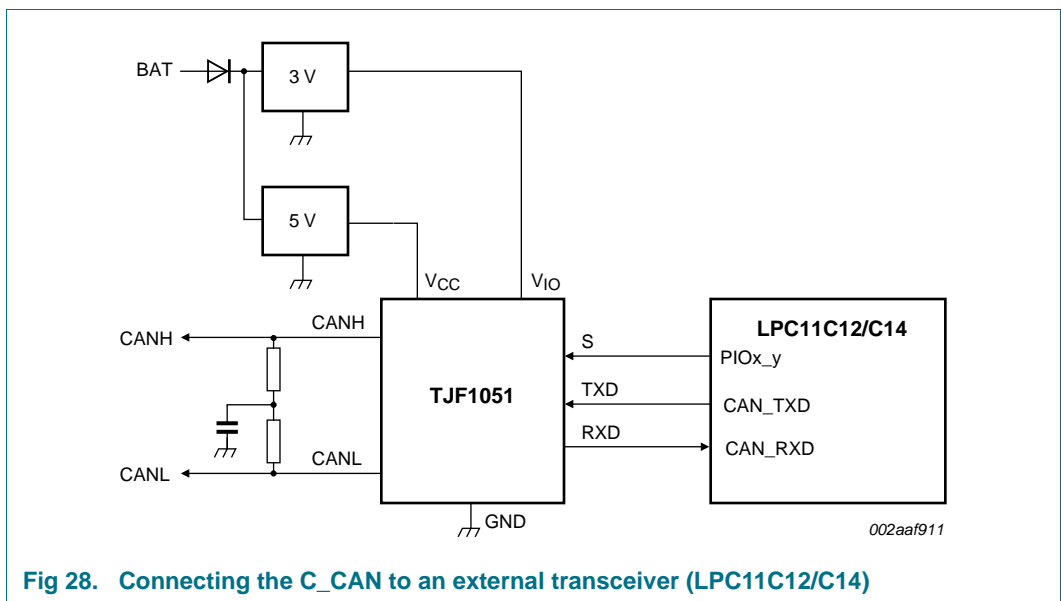 BAT
3 V
5 V
VCC
VIO
CANH
CANH
S
LPC11C12/C14
PIOx_y
TJF1051
TXD
CAN_TXD
RXD
CAN_RXD
CANL
CANL
GND
002aaf911
Fig 28. Connecting the C_CAN to an external transceiver (LPC11C12/C14)